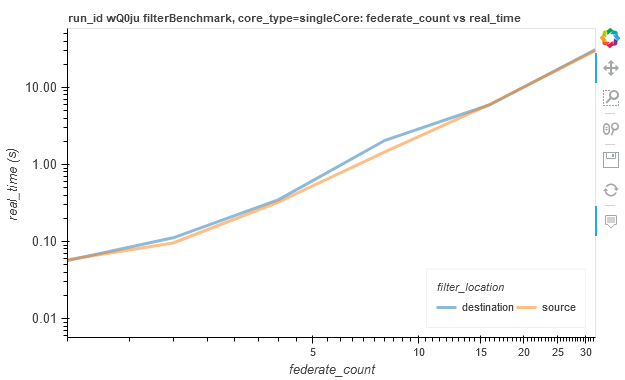 run_id wQ0ju filterBenchmark, core_type=singleCore: federate_count vs real_time
10.00
1.00
0.10
0.01
real_time (s)
5
10
15
20
25
30
federate_count
filter_location
destination
source